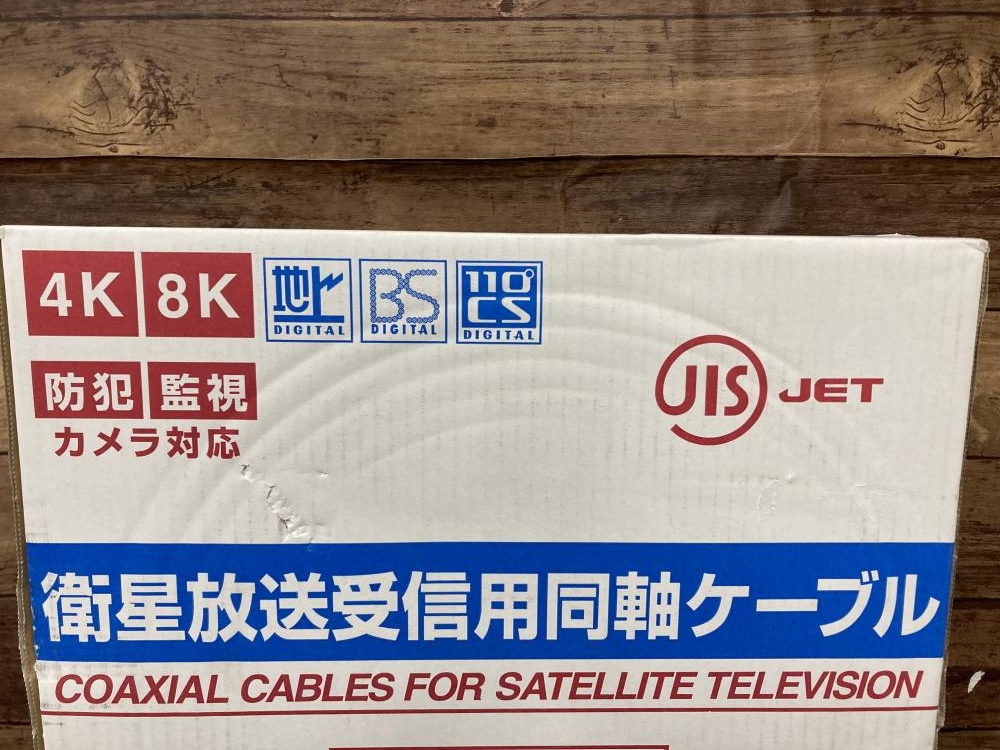 4K 8K 地上 DIGITAL BS DIGITAL 110° CS DIGITAL
防犯 監視
カメラ対応
JIS JET
衛星放送受信用同軸ケーブル
COAXIAL CABLES FOR SATELLITE TELEVISION